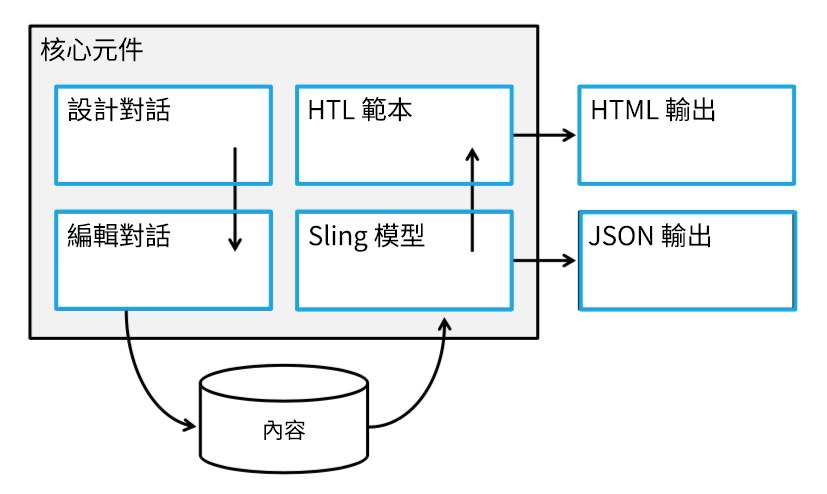 核心元件
設計對話
HTL 範本
HTML 輸出
編輯對話
Sling 模型
JSON 輸出
內容